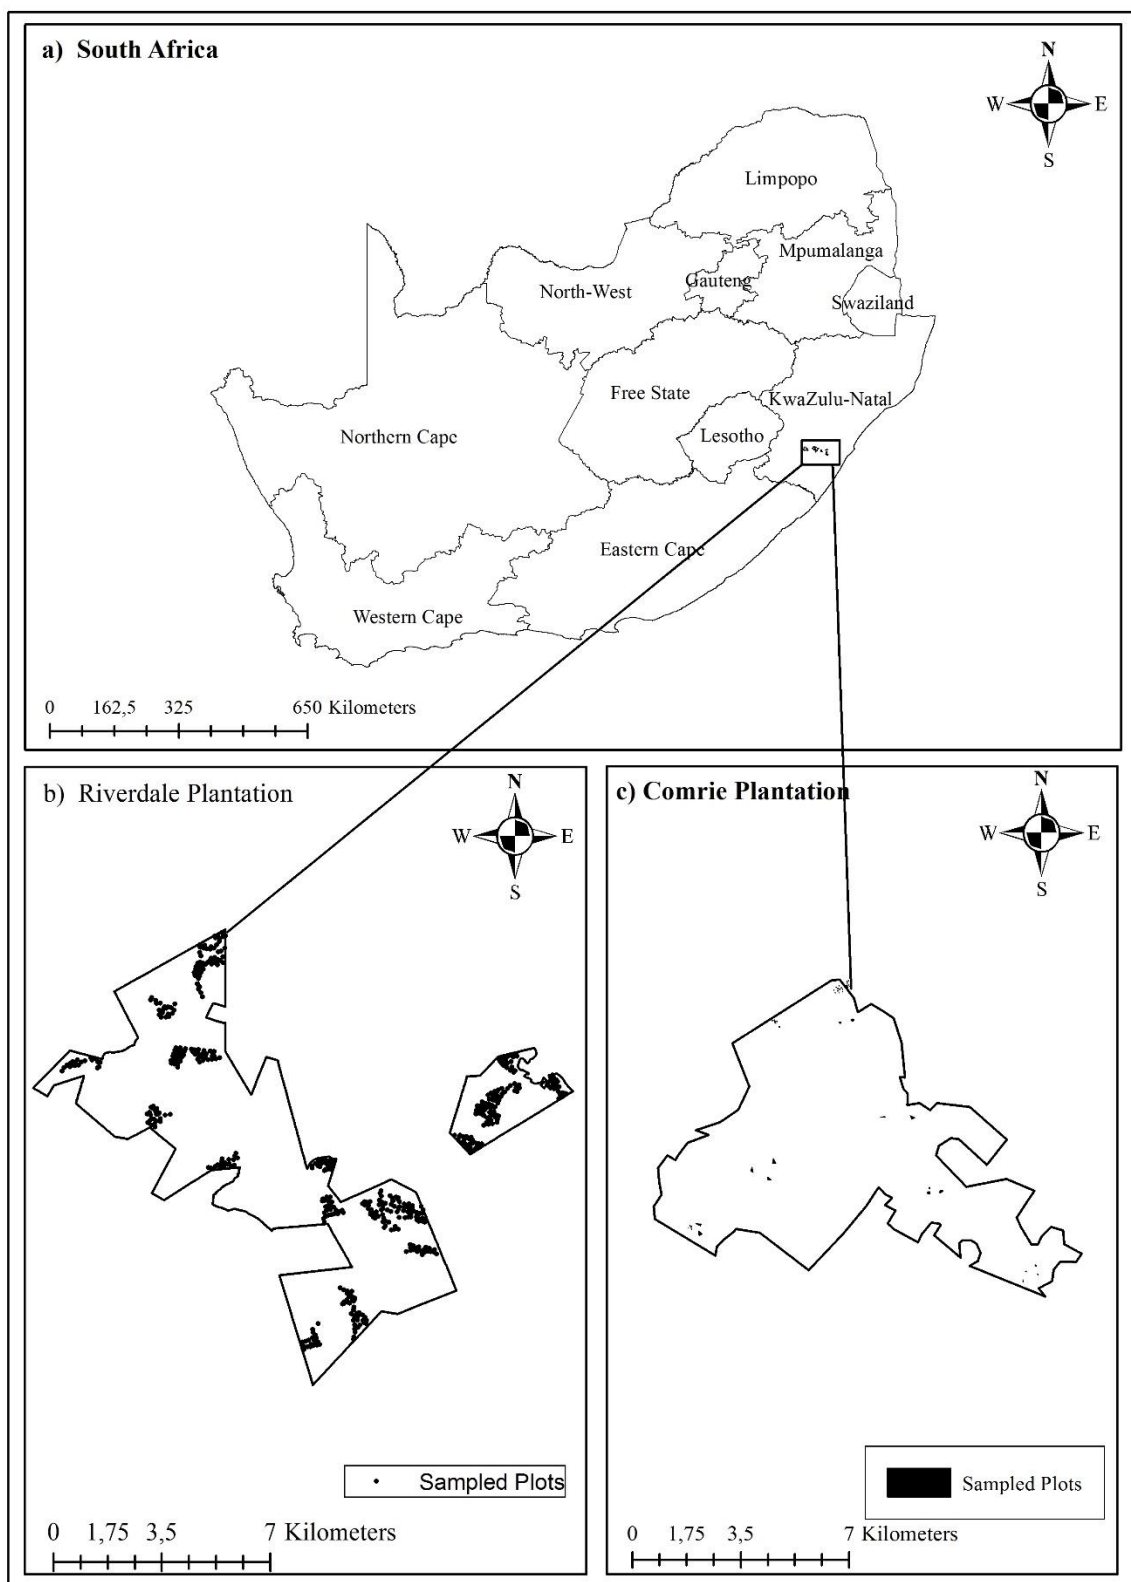 a) South Africa
N
W E
S
Limpopo
Mpumalanga
Gauteng
North-West
Swaziland
Free State
KwaZulu-Natal
Lesotho
Northern Cape
Eastern Cape
Western Cape
0 162,5 325 650 Kilometers
b) Riverdale Plantation
N
W E
S
Sampled Plots
0 1,75 3,5 7 Kilometers
c) Comrie Plantation
N
W E
S
Sampled Plots
0 1,75 3,5 7 Kilometers